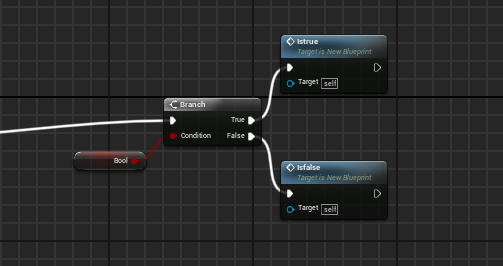 Istrue
Target is New Blueprint
Target self
Branch
True
Condition False
Bool
Isfalse
Target is New Blueprint
Target self